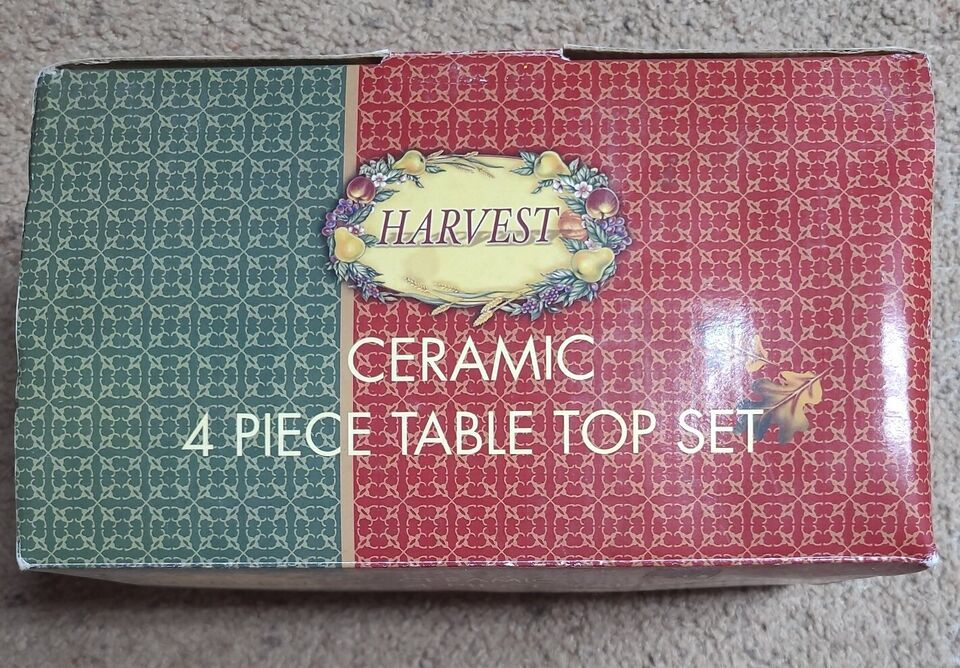 HARVEST
CERAMIC
4 PIECE TABLE TOP SET